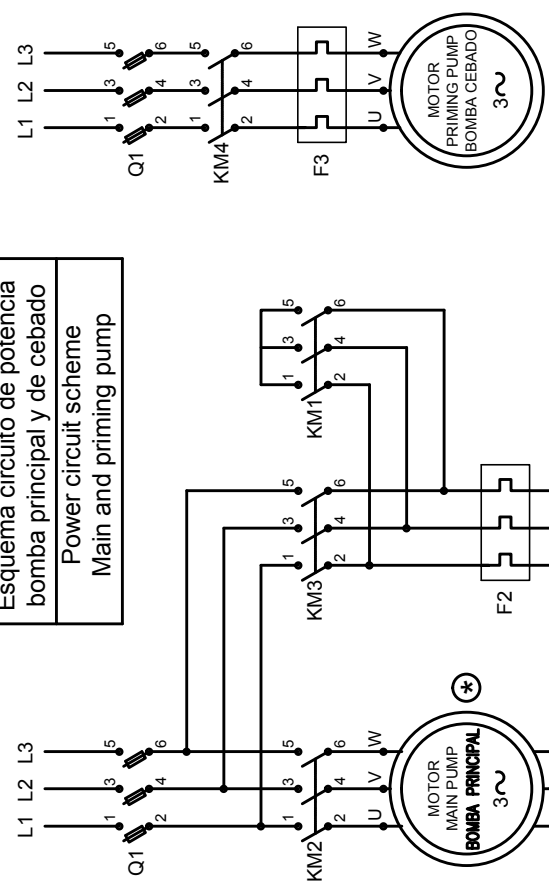 Esquema circuito de potencia
bomba principal y de cebado
Power circuit scheme
Main and priming pump
L1 L2 L3
1 3 5
Q1
2 4 6
1 3 5
KM2
2 4 6
U V W
MOTOR
MAIN PUMP
BOMBA PRINCIPAL
3
*
1 3 5
KM3
2 4 6
F2
1 3 5
KM1
2 4 6
L1 L2 L3
1 3 5
Q1
2 4 6
1 3 5
KM4
2 4 6
F3
U V W
MOTOR
PRIMING PUMP
BOMBA CEBADO
3